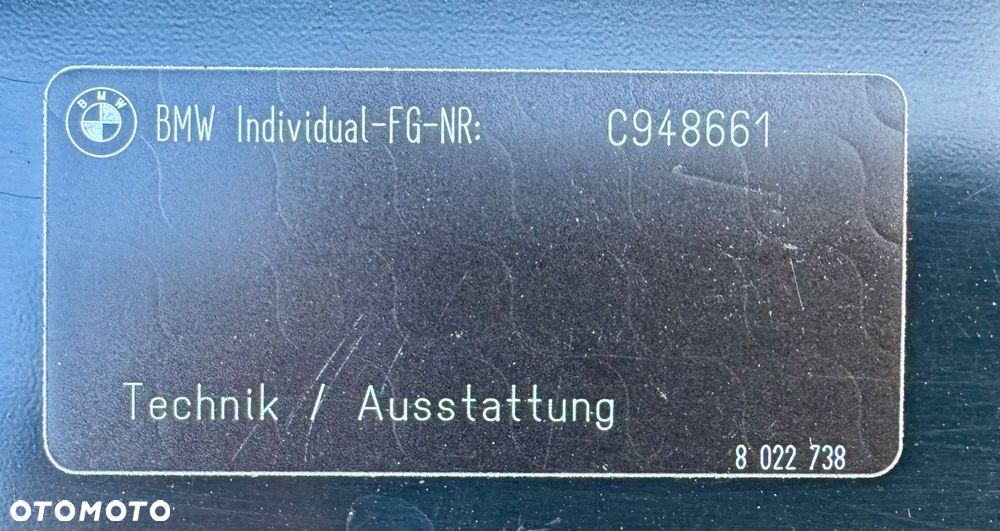 BMW
BMW Individual-FG-NR: C948661
Technik / Ausstattung
8 022 738
OTOMOTO